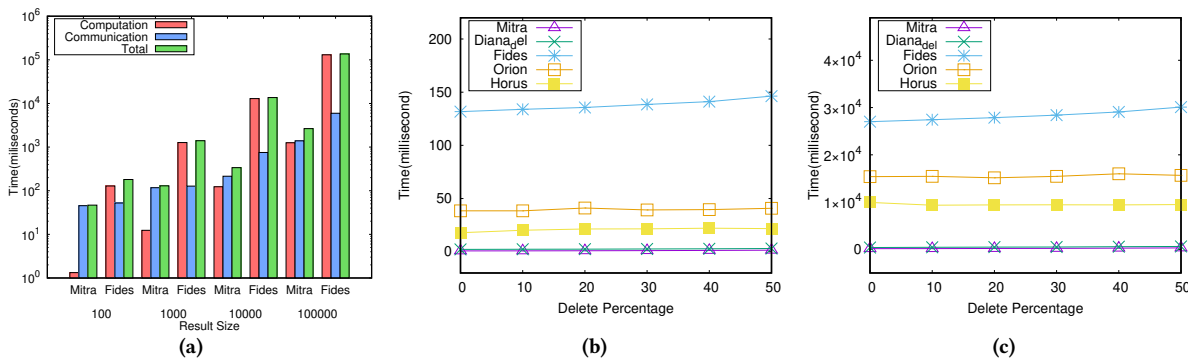 10^6
10^5
10^4
10^3
10^2
10^1
10^0
Time(miliseconds)
Computation
Communication
Total
Mitra Fides Mitra Fides Mitra Fides Mitra Fides
100 1000 10000 100000
Result Size
(a)
200
150
100
50
0
Time(millisecond)
Mitra
Diana_del
Fides
Orion
Horus
0 10 20 30 40 50
Delete Percentage
(b)
4×10^4
3×10^4
2×10^4
1×10^4
0
Time(millisecond)
Mitra
Diana_del
Fides
Orion
Horus
0 10 20 30 40 50
Delete Percentage
(c)